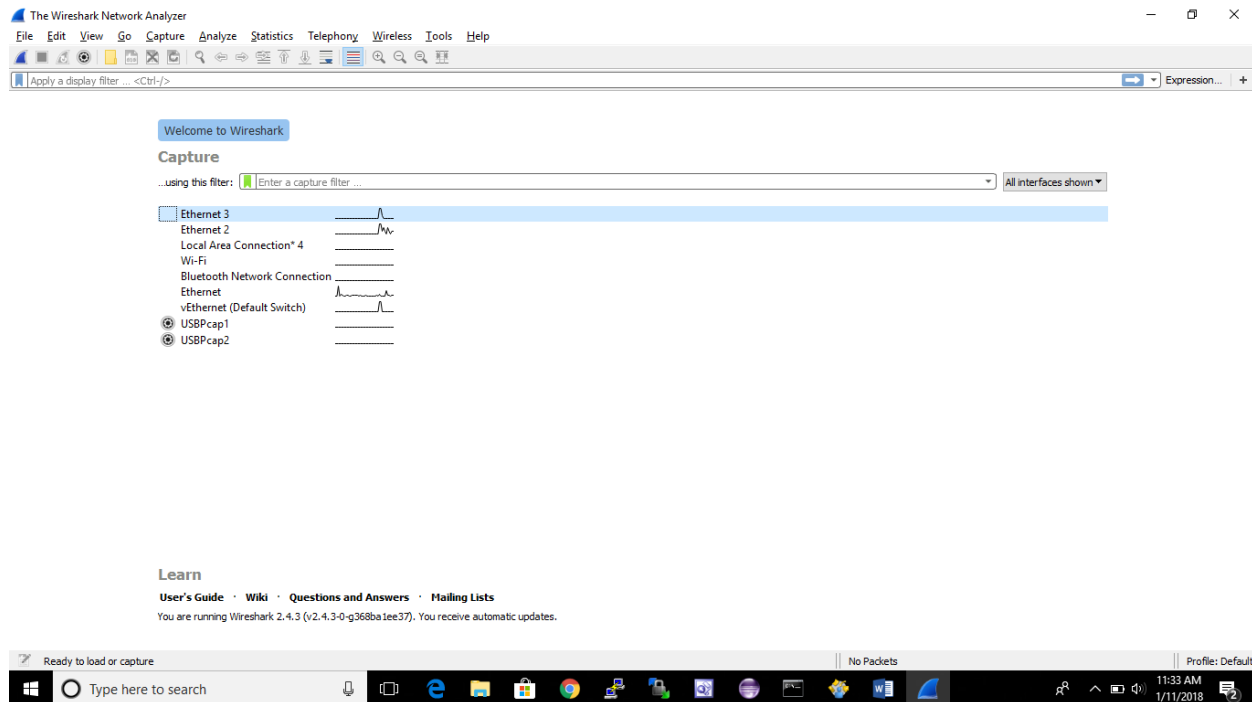 The Wireshark Network Analyzer
File Edit View Go Capture Analyze Statistics Telephony Wireless Tools Help
Apply a display filter ... <Ctrl-/> Expression... +
Welcome to Wireshark
Capture
...using this filter: Enter a capture filter ... All interfaces shown
Ethernet 3
Ethernet 2
Local Area Connection* 4
Wi-Fi
Bluetooth Network Connection
Ethernet
vEthernet (Default Switch)
USBPcap1
USBPcap2
Learn
User's Guide · Wiki · Questions and Answers · Mailing Lists
You are running Wireshark 2.4.3 (v2.4.3-0-g368ba1ee37). You receive automatic updates.
Ready to load or capture No Packets Profile: Default
Type here to search 11:33 AM
1/11/2018 2